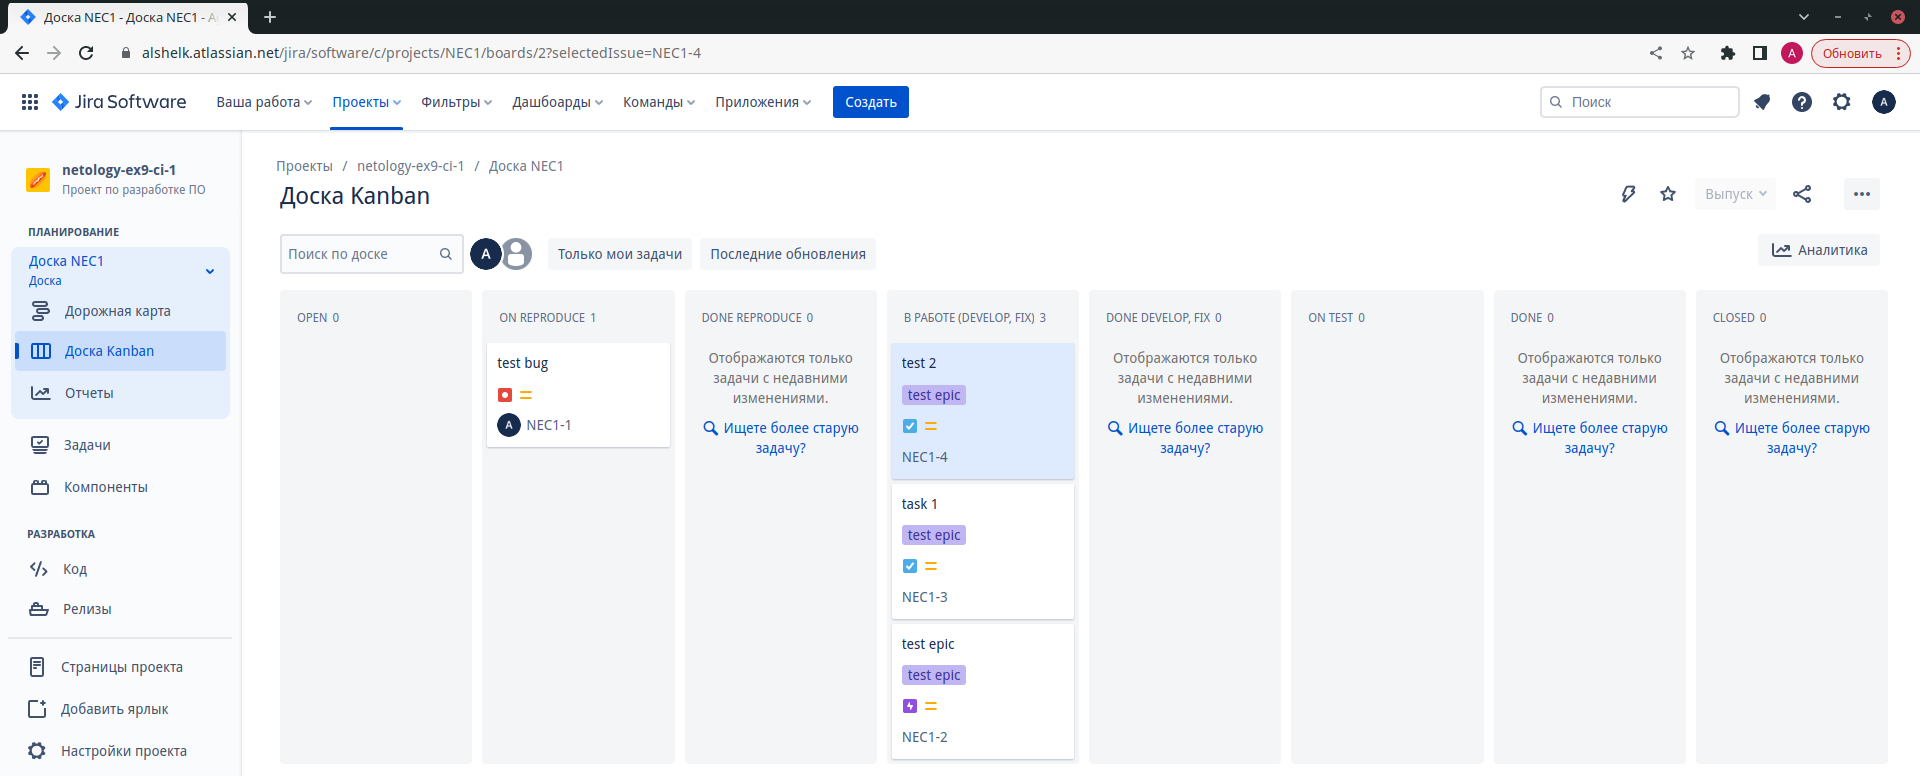 Доска NEC1 - Доска NEC1 - A
alshelk.atlassian.net/jira/software/c/projects/NEC1/boards/2?selectedIssue=NEC1-4
A
Обновить
Jira Software
Ваша работа
Проекты
Фильтры
Дашборды
Команды
Приложения
Создать
Поиск
A
netology-ex9-ci-1
Проект по разработке ПО
ПЛАНИРОВАНИЕ
Доска NEC1
Доска
Дорожная карта
Доска Kanban
Отчеты
Задачи
Компоненты
РАЗРАБОТКА
Код
Релизы
Страницы проекта
Добавить ярлык
Настройки проекта
Проекты / netology-ex9-ci-1 / Доска NEC1
Доска Kanban
Выпуск
Поиск по доске
A
Только мои задачи
Последние обновления
Аналитика
OPEN 0
ON REPRODUCE 1
test bug
A
NEC1-1
DONE REPRODUCE 0
Отображаются только
задачи с недавними
изменениями.
Ищете более старую
задачу?
В РАБОТЕ (DEVELOP, FIX) 3
test 2
test epic
NEC1-4
task 1
test epic
NEC1-3
test epic
test epic
NEC1-2
DONE DEVELOP, FIX 0
Отображаются только
задачи с недавними
изменениями.
Ищете более старую
задачу?
ON TEST 0
DONE 0
Отображаются только
задачи с недавними
изменениями.
Ищете более старую
задачу?
CLOSED 0
Отображаются только
задачи с недавними
изменениями.
Ищете более старую
задачу?